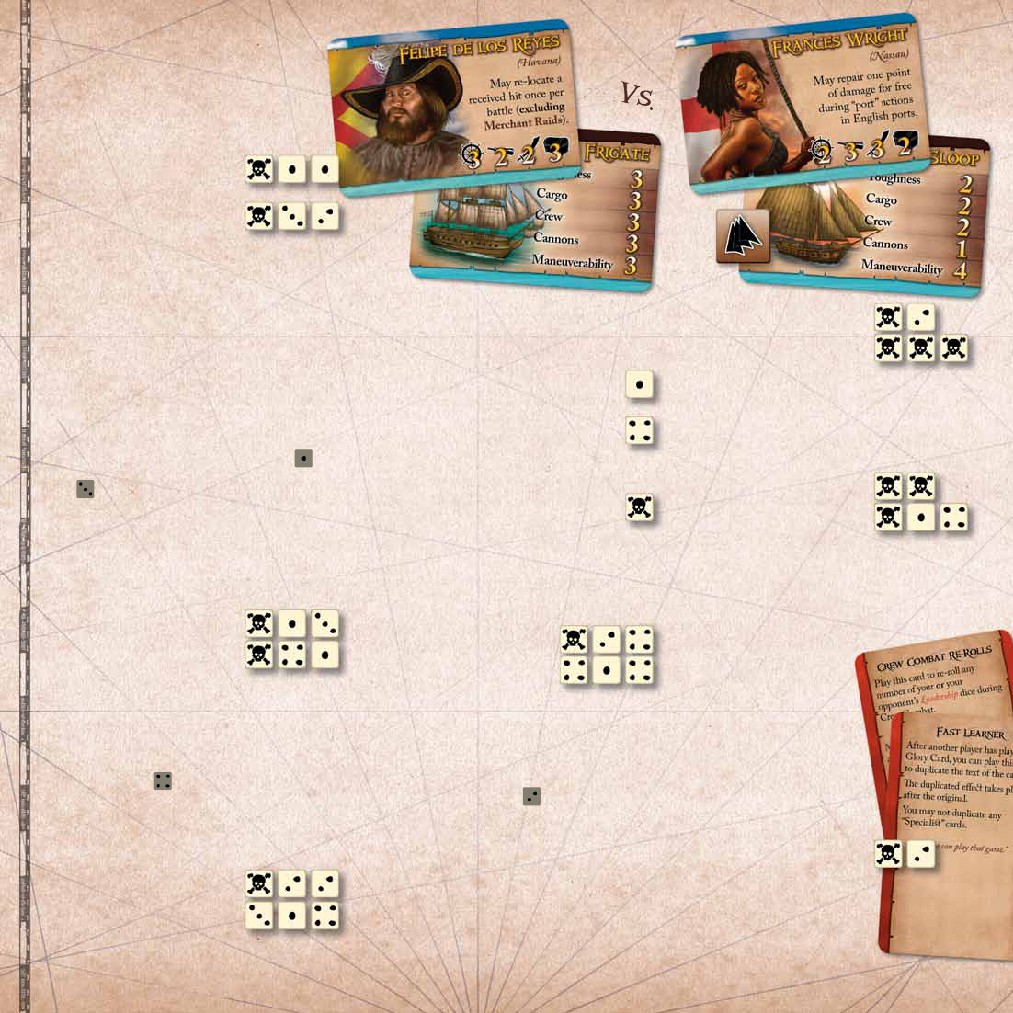 FELIPE DE LOS REYES
(Havana)
May re-locate a
received hit once per
battle (excluding
Merchant Raids).
3 2 2 3
Vs.
FRANCES WRIGHT
(Nassau)
May repair one point
of damage for free
during "port" actions
in English ports.
2 3 3 2
FRIGATE
3
Cargo 3
Crew 3
Cannons 3
Maneuverability 3
SLOOP
2
Cargo 2
Crew 2
Cannons 1
Maneuverability 4
CREW COMBAT RE-ROLLS
Play this card to re-roll any
number of your or your
opponent's Leadership dice during
FAST LEARNER
After another player has
Glory Card, you can play
to duplicate the text of the
The duplicated effect takes
after the original.
You may not duplicate any
"Specialist" cards.
can play that game."